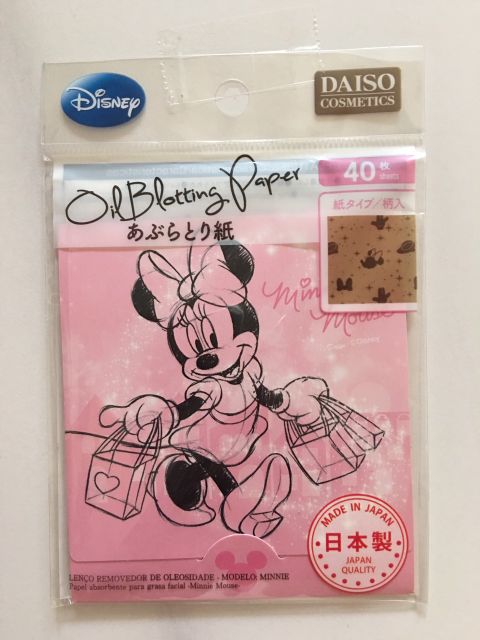 Disney
DAISO
COSMETICS
Oil Blotting Paper
あぶらとり紙
40枚
sheets
紙タイプ/柄入
Mouse
© Disney
MADE IN JAPAN
日本製
JAPAN
QUALITY
LENÇO REMOVEDOR DE OLEOSIDADE - MODELO: MINNIE
Papel absorbente para grasa facial -Minnie Mouse-